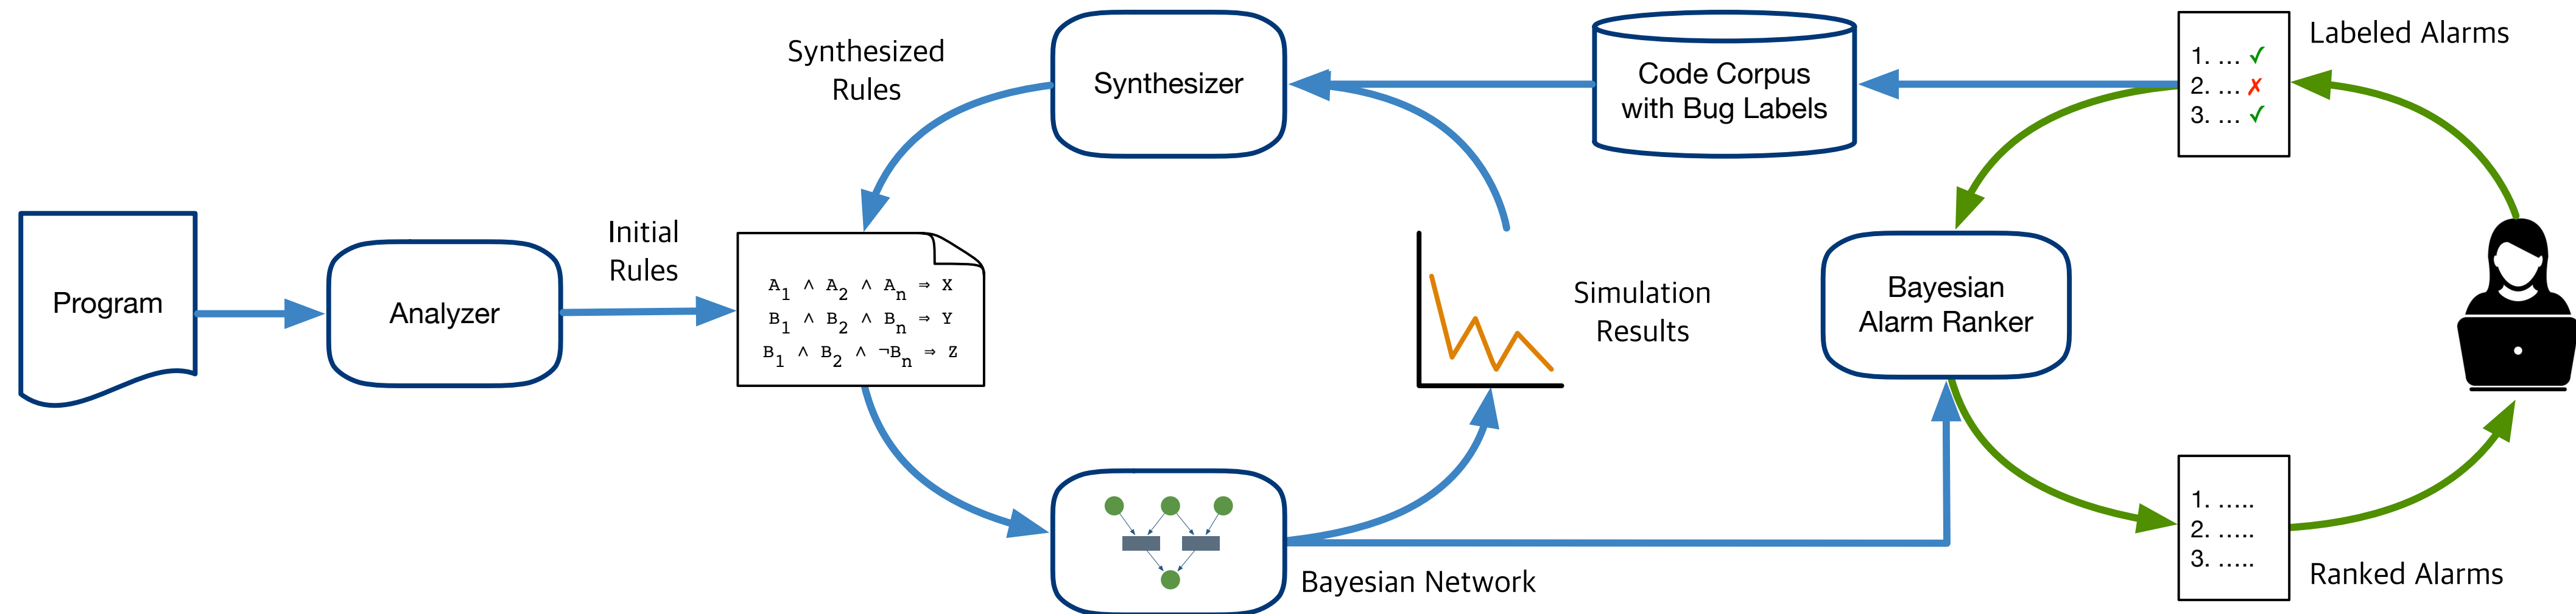 Program
Analyzer
Initial
Rules
Synthesized
Rules
A1 ∧ A2 ∧ An ⇒ X
B1 ∧ B2 ∧ Bn ⇒ Y
B1 ∧ B2 ∧ ¬Bn ⇒ Z
Synthesizer
Bayesian Network
Simulation
Results
Code Corpus
with Bug Labels
Bayesian
Alarm Ranker
Labeled Alarms
1. ... ✓
2. ... ✗
3. ... ✓
1. .....
2. .....
3. .....
Ranked Alarms